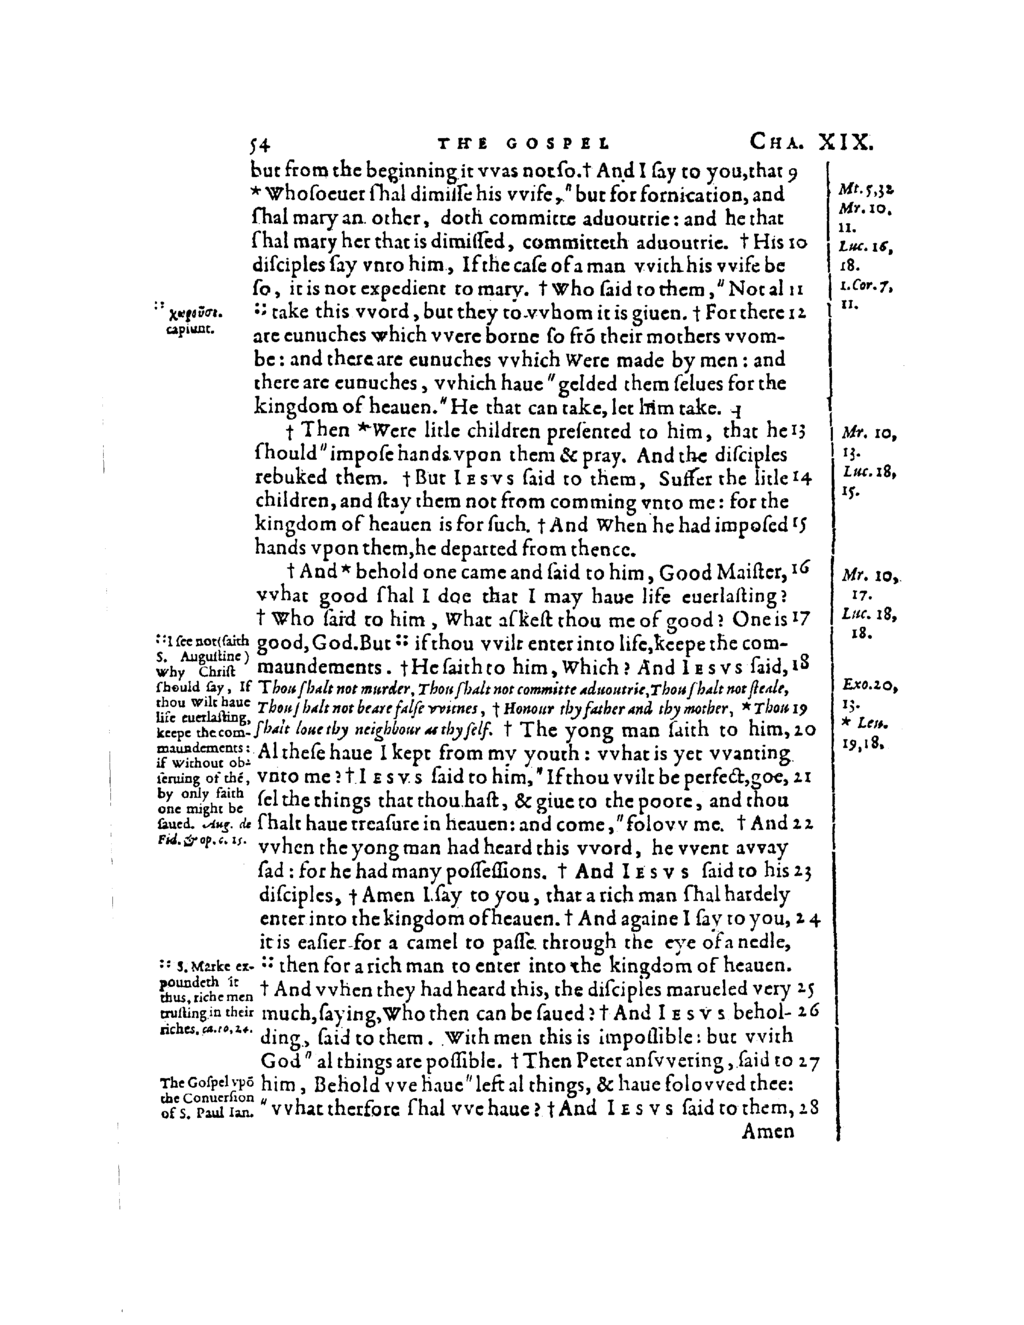 54 THE GOSPEL CHA. XIX.
but from the beginning it vvas not ſo. † And I ſay to you, that 9
* Whoſoeuer ſhal dimiſſe his vvife, " but for fornication, and
ſhal mary an other, doth committe aduoutrie: and he that
ſhal mary her that is dimiſſed, committeth aduoutrie. † His 10
diſciples ſay vnto him, If the caſe of a man vvith his vvife be
ſo, it is not expedient to mary. † Who ſaid to them, " Not al 11
:: take this vvord, but they to vvhom it is giuen. † For there 12
are eunuches which vvere borne ſo frõ their mothers vvom-
be: and there are eunuches vvhich Were made by men: and
there are eunuches, vvhich haue " gelded them ſelues for the
kingdom of heauen. " He that can take, let him take. ⊣
† Then * Were litle children preſented to him, that he 13
ſhould " impoſe hands vpon them & pray. And the diſciples
rebuked them. † But IESVS ſaid to them, Suffer the litle 14
children, and ſtay them not from comming vnto me: for the
kingdom of heauen is for ſuch. † And When he had impoſed 15
hands vpon them, he departed from thence.
† And * behold one came and ſaid to him, Good Maiſter, 16
vvhat good ſhal I doe that I may haue life euerlaſting?
† Who ſaid to him, What aſkeſt thou me of good? One is 17
good, God. But :: if thou vvilt enter into life, keepe the com-
maundements. † He ſaith to him, Which? And IESVS ſaid, 18
Thou ſhalt not murder, Thou ſhalt not committe aduoutrie, Thou ſhalt not ſteale,
Thou ſhalt not beare falſe vvitnes, † Honour thy father and thy mother, * Thou 19
ſhalt loue thy neighbour as thy ſelf. † The yong man ſaith to him, 20
Al theſe haue I kept from my youth: vvhat is yet vvanting
vnto me? † IESVS ſaid to him, " If thou vvilt be perfect, goe, 21
ſel the things that thou haſt, & giue to the poore, and thou
ſhalt haue treaſure in heauen: and come, " folovv me. † And 22
vvhen the yong man had heard this vvord, he vvent avvay
ſad: for he had many poſſeſſions. † And IESVS ſaid to his 23
diſciples, † Amen I ſay to you, that a rich man ſhal hardely
enter into the kingdom of heauen. † And againe I ſay to you, 24
it is eaſier for a camel to paſſe through the eye of a nedle,
:: then for a rich man to enter into the kingdom of heauen.
† And vvhen they had heard this, the diſciples marueled very 25
much, ſaying, Who then can be ſaued? † And IESVS behol- 26
ding, ſaid to them. With men this is impoſſible: but vvith
God " al things are poſſible. † Then Peter anſvvering, ſaid to 27
him, Behold vve haue " left al things, & haue folovved thee:
" vvhat therfore ſhal vve haue? † And IESVS ſaid to them, 28
Amen
:: χωροῦσι.
capiunt.
:: I ſee not (ſaith
S. Auguſtine)
why Chriſt
ſhould ſay, If
thou wilt haue
life euerlaſting,
keepe the com-
maundements:
if without ob-
ſeruing of thẽ,
by only faith
one might be
ſaued. Aug. de
Fid. & op. c. 15.
:: S. Marke ex-
poundeth it
thus, riche men
truſting in their
riches. ca. 10, 24.
The Goſpel vpõ
the Conuerſion
of S. Paul Ian.
Mt. 5, 32
Mr. 10,
11.
Luc. 16,
18.
1. Cor. 7,
11.
Mr. 10,
13.
Luc. 18,
15.
Mr. 10,
17.
Luc. 18,
18.
Exo. 20,
13.
* Leu.
19, 18.